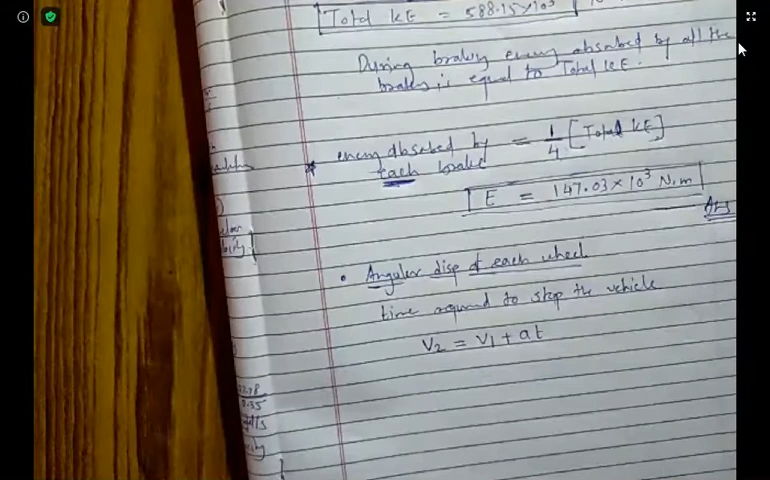 Total KE = 588.15 × 10³
During braking energy absobed by all the
brakes is equal to Total KE.
* energy absobed by each brake = 1/4 [Total KE]
E = 147.03 × 10³ N.m
Ans
• Angular disp of each wheel
time required to stop the vehicle
V₂ = V₁ + at